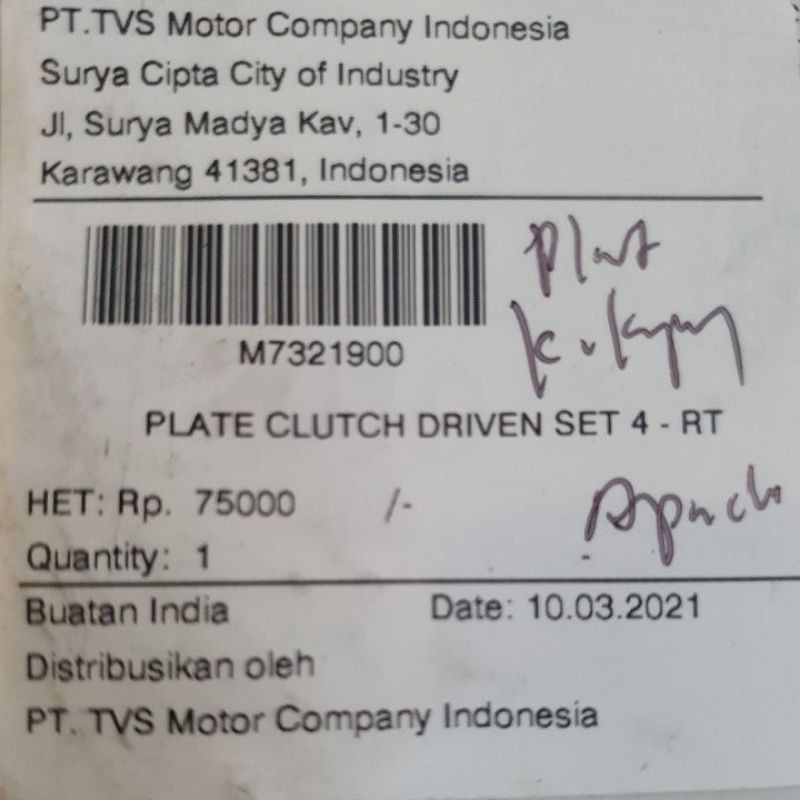 PT.TVS Motor Company Indonesia
Surya Cipta City of Industry
Jl, Surya Madya Kav, 1-30
Karawang 41381, Indonesia
Plat
M7321900
PLATE CLUTCH DRIVEN SET 4 - RT
HET: Rp. 75000 /-
Apach
Quantity: 1
Buatan India Date: 10.03.2021
Distribusikan oleh
PT. TVS Motor Company Indonesia